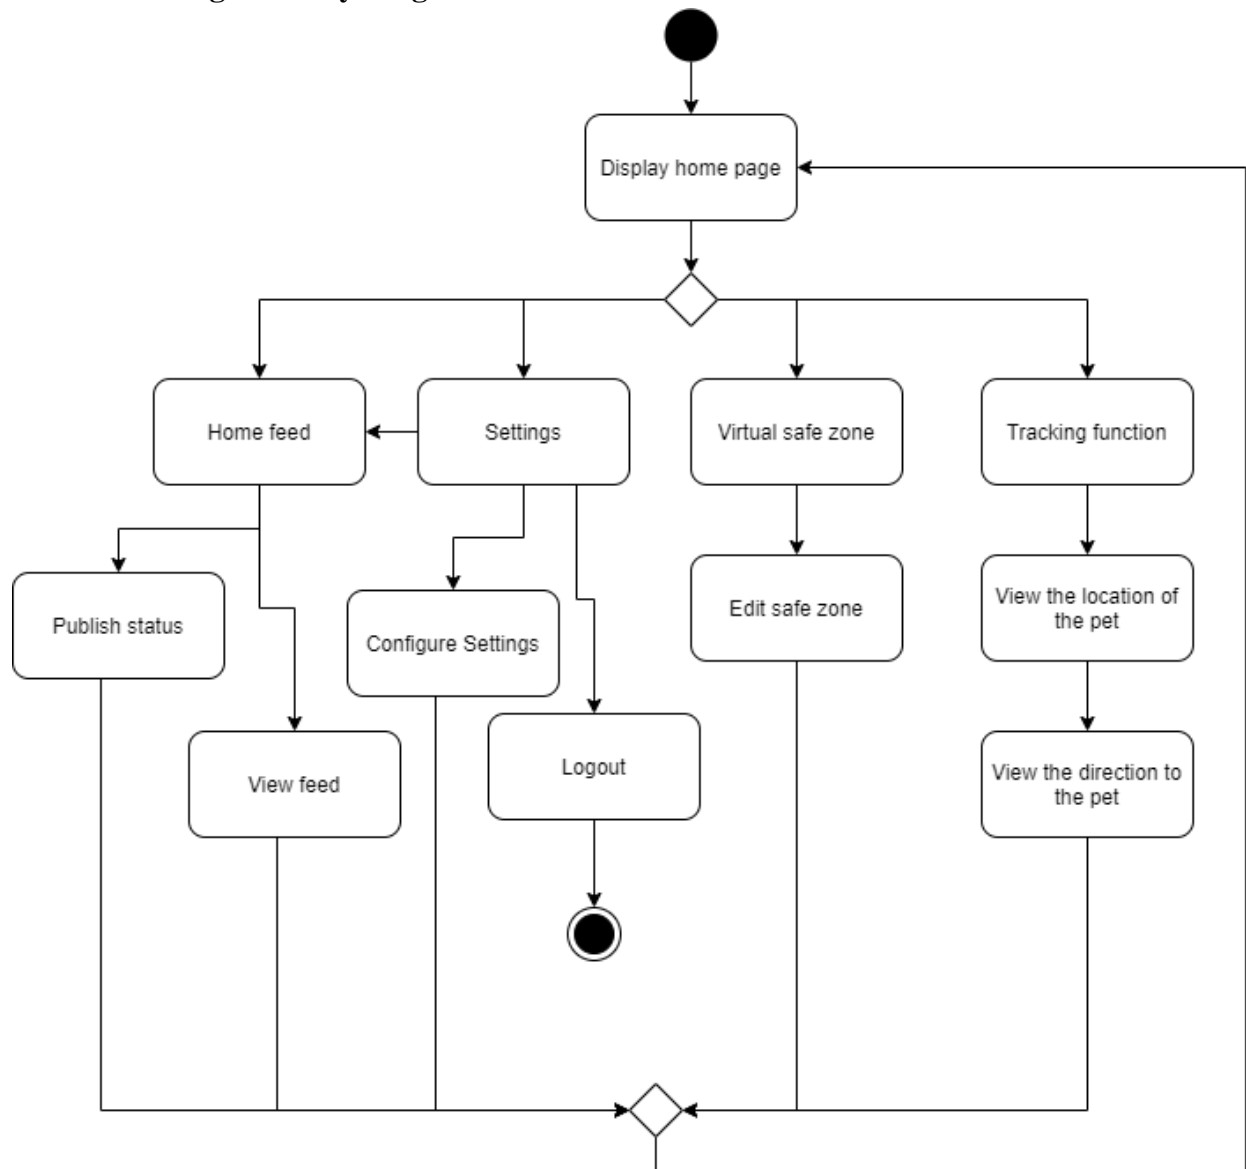 Display home page
Home feed
Settings
Virtual safe zone
Tracking function
Publish status
Configure Settings
Edit safe zone
View the location of
the pet
View feed
Logout
View the direction to
the pet